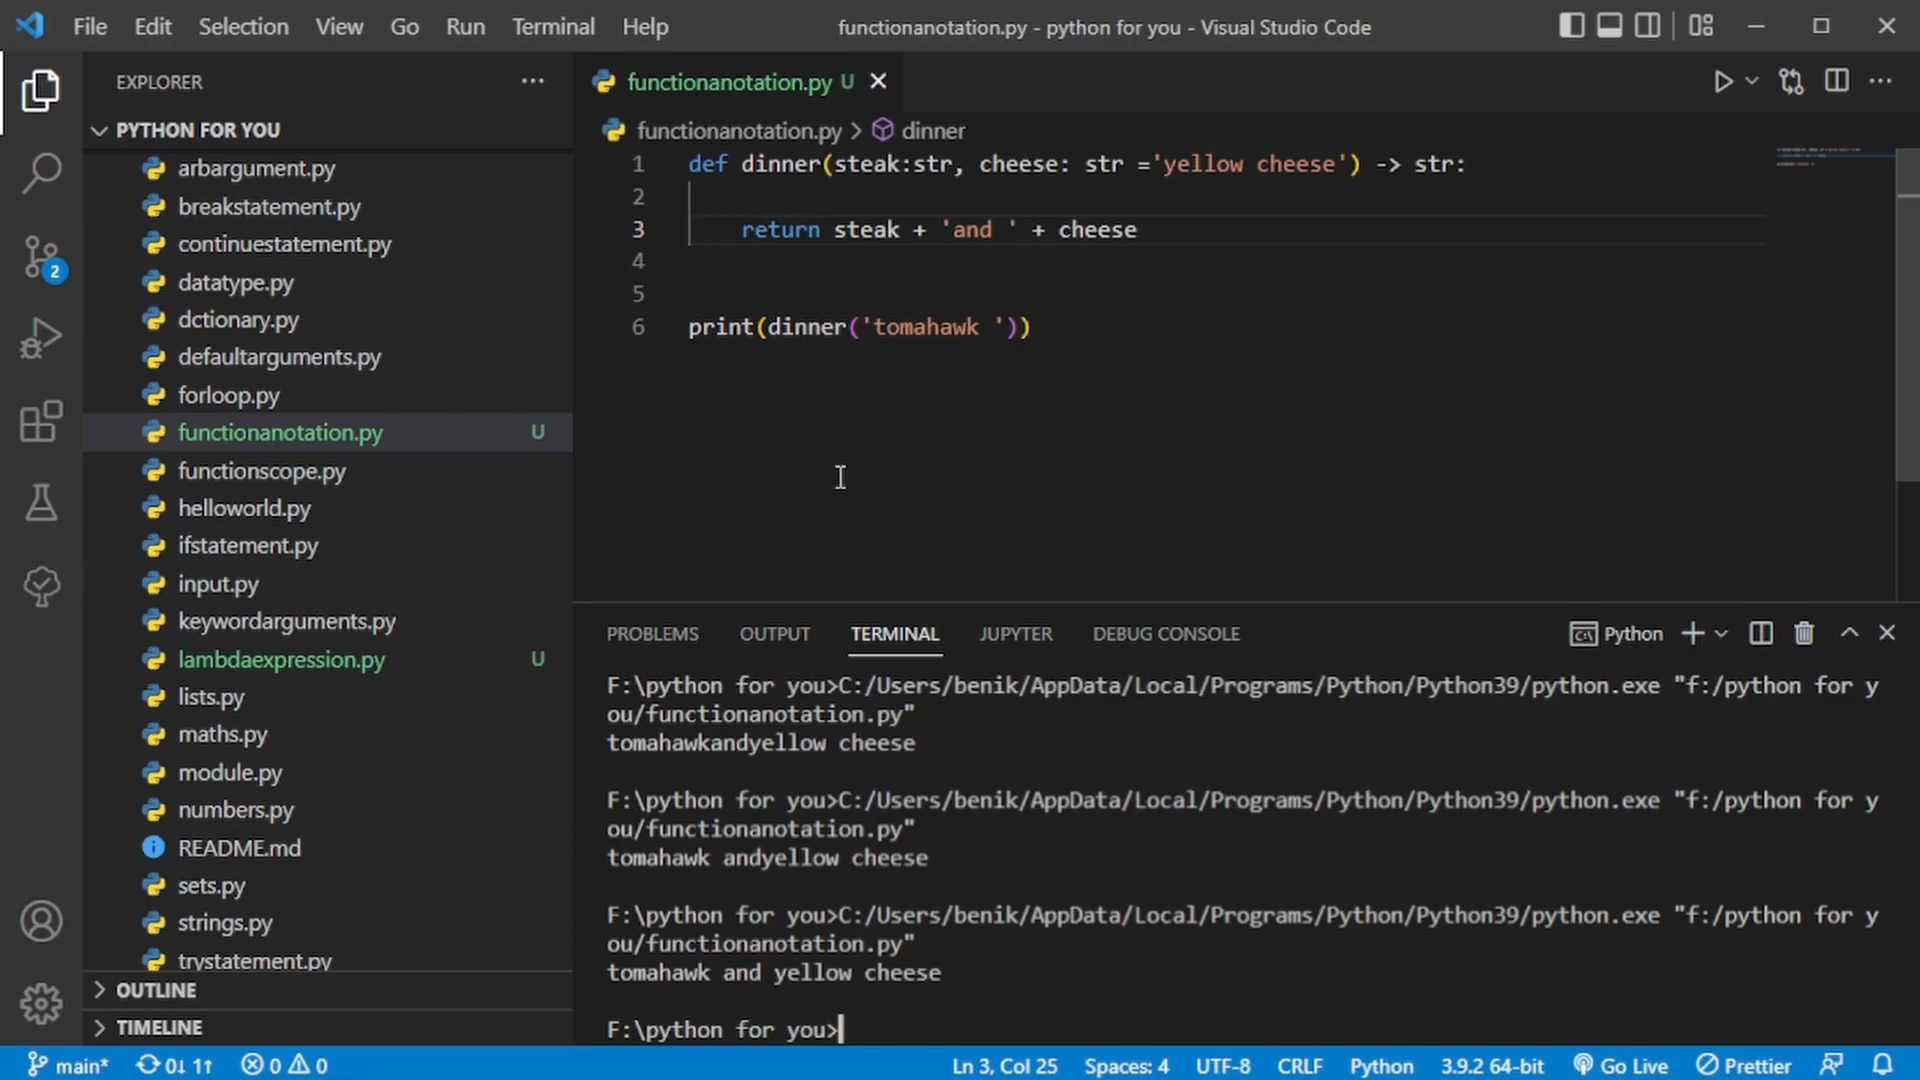 File Edit Selection View Go Run Terminal Help functionanotation.py - python for you - Visual Studio Code
EXPLORER
PYTHON FOR YOU
arbargument.py
breakstatement.py
continuestatement.py
datatype.py
dctionary.py
defaultarguments.py
forloop.py
functionanotation.py U
functionscope.py
helloworld.py
ifstatement.py
input.py
keywordarguments.py
lambdaexpression.py U
lists.py
maths.py
module.py
numbers.py
README.md
sets.py
strings.py
trystatement.py
OUTLINE
TIMELINE
2
functionanotation.py U
functionanotation.py > dinner
1 def dinner(steak:str, cheese: str ='yellow cheese') -> str:
2
3 return steak + 'and ' + cheese
4
5
6 print(dinner('tomahawk '))
PROBLEMS OUTPUT TERMINAL JUPYTER DEBUG CONSOLE Python
F:\python for you>C:/Users/benik/AppData/Local/Programs/Python/Python39/python.exe "f:/python for y
ou/functionanotation.py"
tomahawkandyellow cheese
F:\python for you>C:/Users/benik/AppData/Local/Programs/Python/Python39/python.exe "f:/python for y
ou/functionanotation.py"
tomahawk andyellow cheese
F:\python for you>C:/Users/benik/AppData/Local/Programs/Python/Python39/python.exe "f:/python for y
ou/functionanotation.py"
tomahawk and yellow cheese
F:\python for you>
main* 0↓ 1↑ 0 0 Ln 3, Col 25 Spaces: 4 UTF-8 CRLF Python 3.9.2 64-bit Go Live Prettier